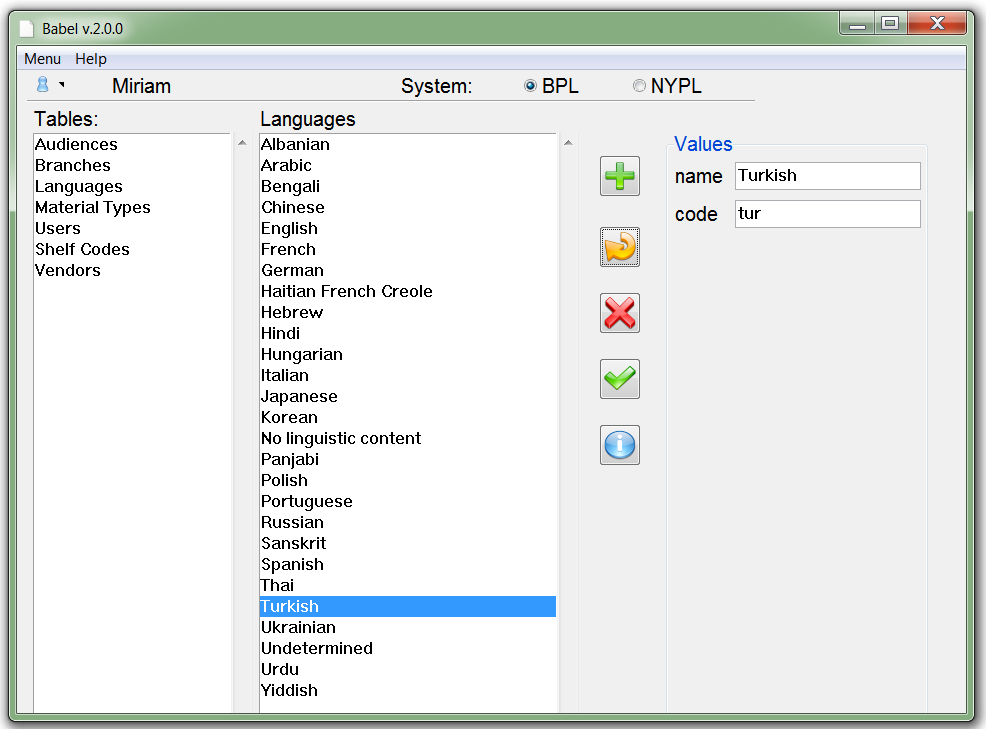 Babel v.2.0.0
Menu Help
Miriam System: BPL NYPL
Tables:
Audiences
Branches
Languages
Material Types
Users
Shelf Codes
Vendors
Languages
Albanian
Arabic
Bengali
Chinese
English
French
German
Haitian French Creole
Hebrew
Hindi
Hungarian
Italian
Japanese
Korean
No linguistic content
Panjabi
Polish
Portuguese
Russian
Sanskrit
Spanish
Thai
Turkish
Ukrainian
Undetermined
Urdu
Yiddish
Values
name Turkish
code tur